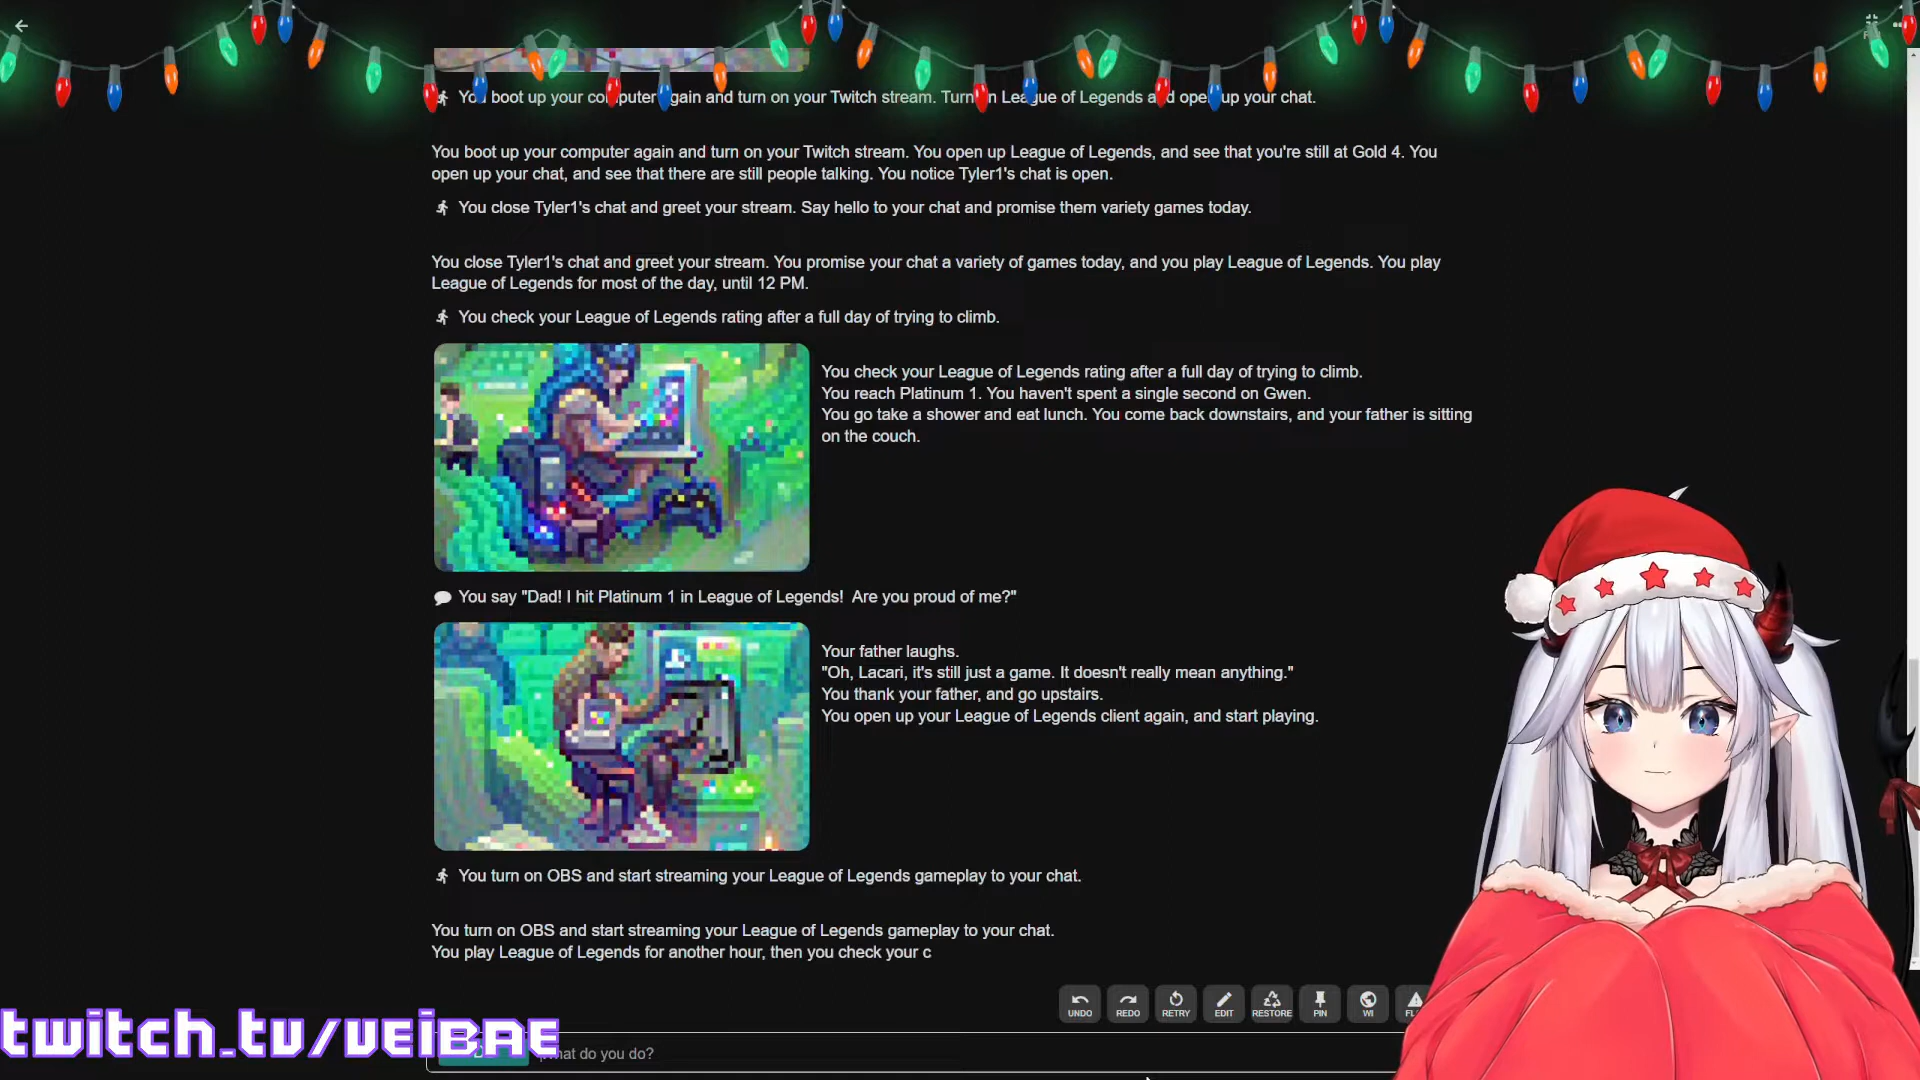 You boot up your computer again and turn on your Twitch stream. Turn on League of Legends and open up your chat.
You boot up your computer again and turn on your Twitch stream. You open up League of Legends, and see that you're still at Gold 4. You
open up your chat, and see that there are still people talking. You notice Tyler1's chat is open.
You close Tyler1's chat and greet your stream. Say hello to your chat and promise them variety games today.
You close Tyler1's chat and greet your stream. You promise your chat a variety of games today, and you play League of Legends. You play
League of Legends for most of the day, until 12 PM.
You check your League of Legends rating after a full day of trying to climb.
You check your League of Legends rating after a full day of trying to climb.
You reach Platinum 1. You haven't spent a single second on Gwen.
You go take a shower and eat lunch. You come back downstairs, and your father is sitting
on the couch.
You say "Dad! I hit Platinum 1 in League of Legends! Are you proud of me?"
Your father laughs.
"Oh, Lacari, it's still just a game. It doesn't really mean anything."
You thank your father, and go upstairs.
You open up your League of Legends client again, and start playing.
You turn on OBS and start streaming your League of Legends gameplay to your chat.
You turn on OBS and start streaming your League of Legends gameplay to your chat.
You play League of Legends for another hour, then you check your c
UNDO REDO RETRY EDIT RESTORE PIN WI
twitch.tv/veibae
What do you do?